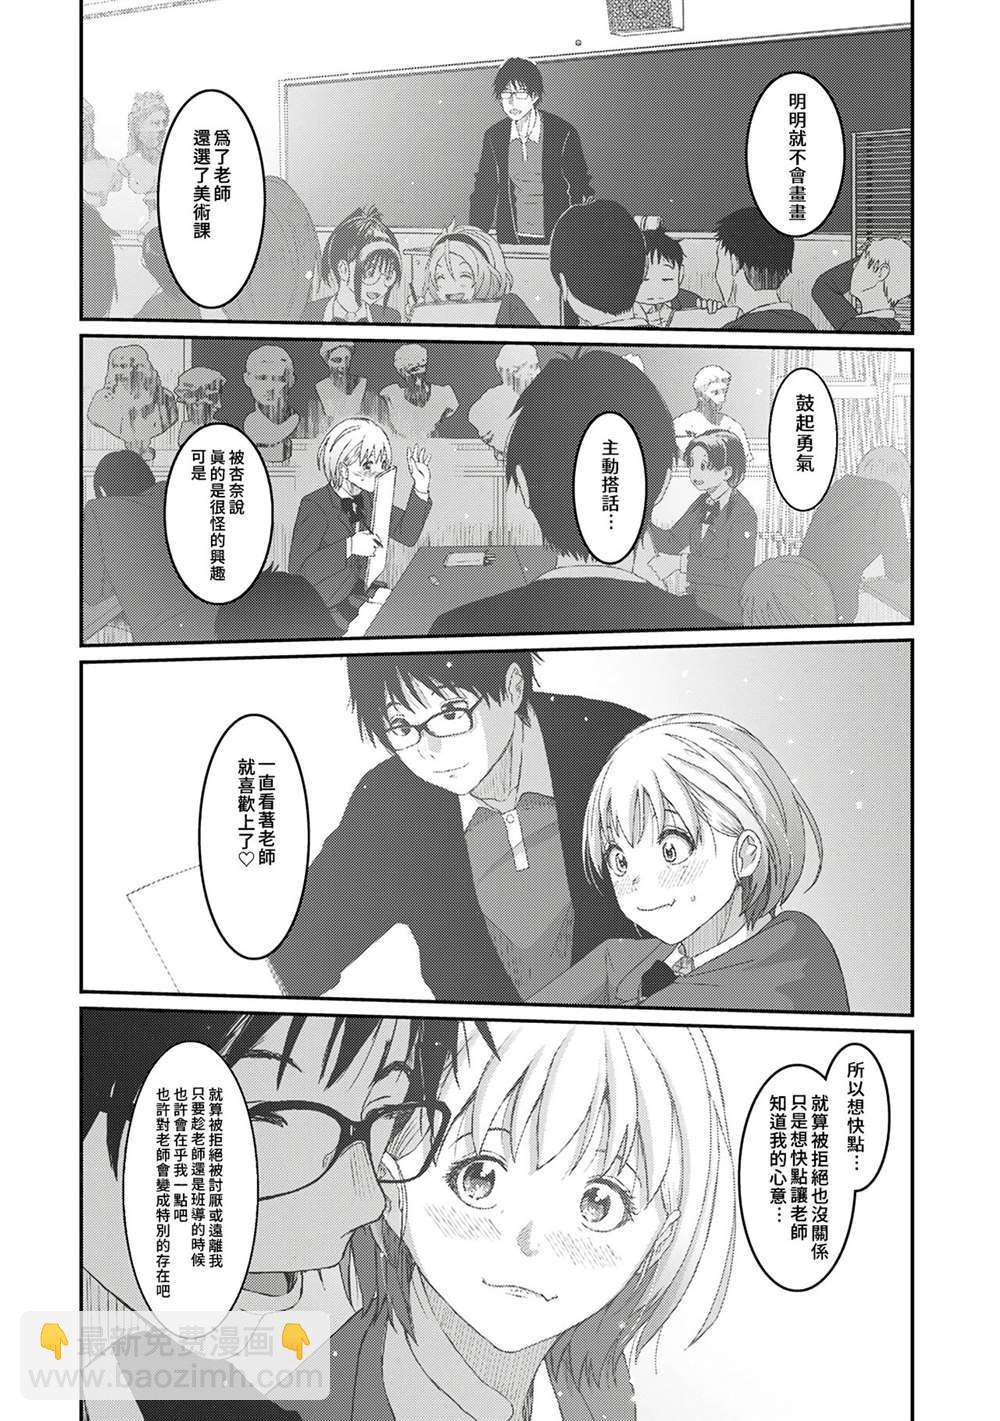 明明就不會畫畫
爲了老師
還選了美術課
鼓起勇氣
主動搭話…
被杏奈說
眞的是很怪的興趣
可是
一直看著老師
就喜歡上了♡
所以想快點…
就算被拒絕也沒關係
只是想快點讓老師
知道我的心意…
就算被拒絕被討厭或遠離我
只要趁老師還是班導的時候
也許會在乎我一點吧
也許對老師會變成特別的存在吧
👇最新免費漫画👇
www.baozimh.com